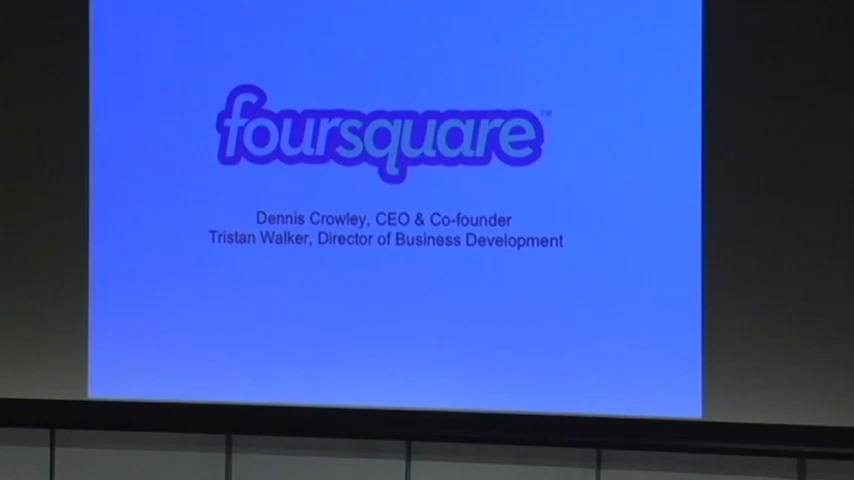 foursquare™
Dennis Crowley, CEO & Co-founder
Tristan Walker, Director of Business Development